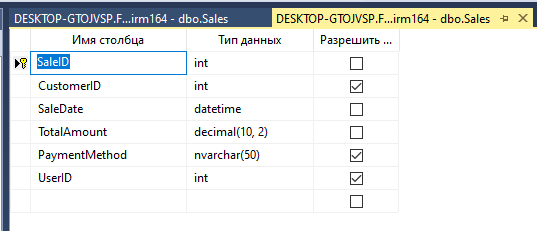 DESKTOP-GTOJVSP.F...irm164 - dbo.Sales DESKTOP-GTOJVSP.F...irm164 - dbo.Sales
Имя столбца Тип данных Разрешить ...
SaleID int
CustomerID int
SaleDate datetime
TotalAmount decimal(10, 2)
PaymentMethod nvarchar(50)
UserID int